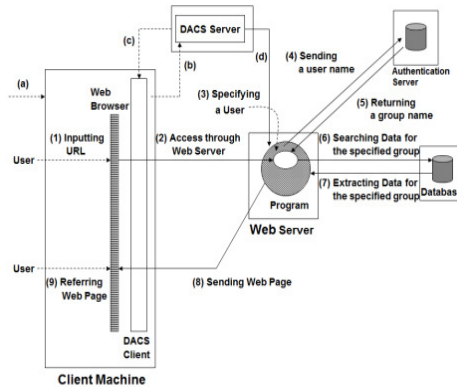 DACS Server
(c)
(b)
(d)
(a)
(4) Sending
a user name
Authentication
Server
(5) Returning
a group name
(3) Specifying
a User
Web
Browser
(1) Inputting
URL
User
(2) Access through
Web Server
(6) Searching Data for
the specified group
(7) Extracting Data for
the specified group
Databas
Program
Web Server
User
(9) Referring
Web Page
(8) Sending Web Page
DACS
Client
Client Machine